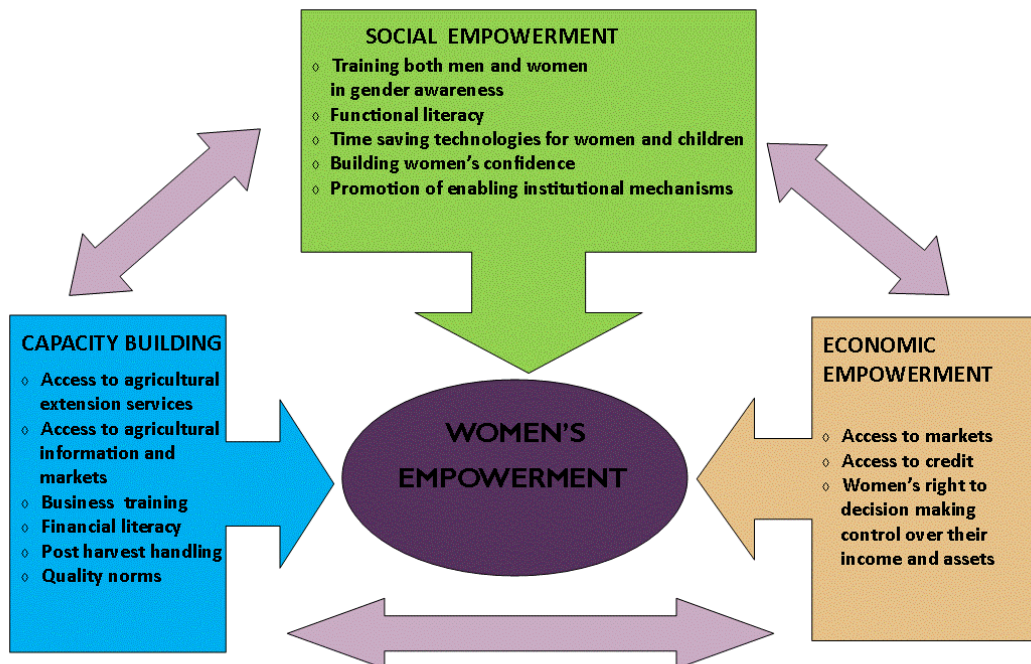 SOCIAL EMPOWERMENT
◊ Training both men and women
in gender awareness
◊ Functional literacy
◊ Time saving technologies for women and children
◊ Building women's confidence
◊ Promotion of enabling institutional mechanisms
CAPACITY BUILDING
◊ Access to agricultural
extension services
◊ Access to agricultural
information and
markets
◊ Business training
◊ Financial literacy
◊ Post harvest handling
◊ Quality norms
WOMEN'S
EMPOWERMENT
ECONOMIC
EMPOWERMENT
◊ Access to markets
◊ Access to credit
◊ Women's right to
decision making
control over their
income and assets